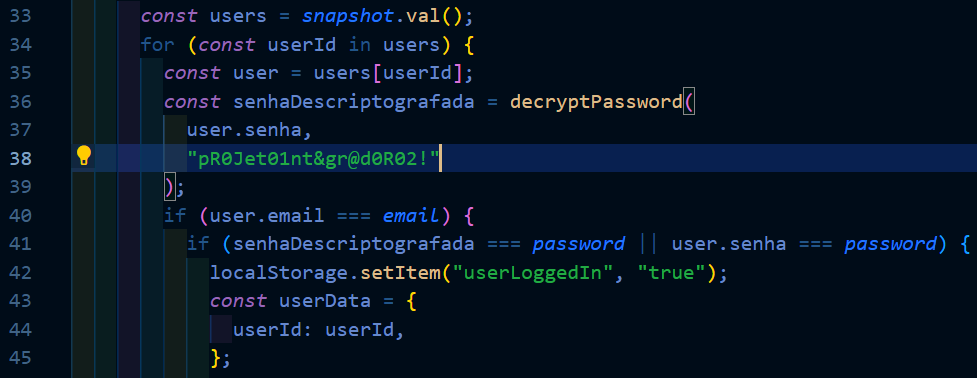 33 const users = snapshot.val();
34 for (const userId in users) {
35 const user = users[userId];
36 const senhaDescriptografada = decryptPassword(
37 user.senha,
38 "pR0Jet01nt&gr@d0R02!"
39 );
40 if (user.email === email) {
41 if (senhaDescriptografada === password || user.senha === password) {
42 localStorage.setItem("userLoggedIn", "true");
43 const userData = {
44 userId: userId,
45 };